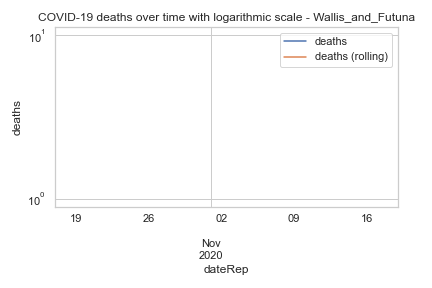 COVID-19 deaths over time with logarithmic scale - Wallis_and_Futuna
10¹
deaths
deaths (rolling)
deaths
10⁰
19 26 02 09 16
Nov
2020
dateRep